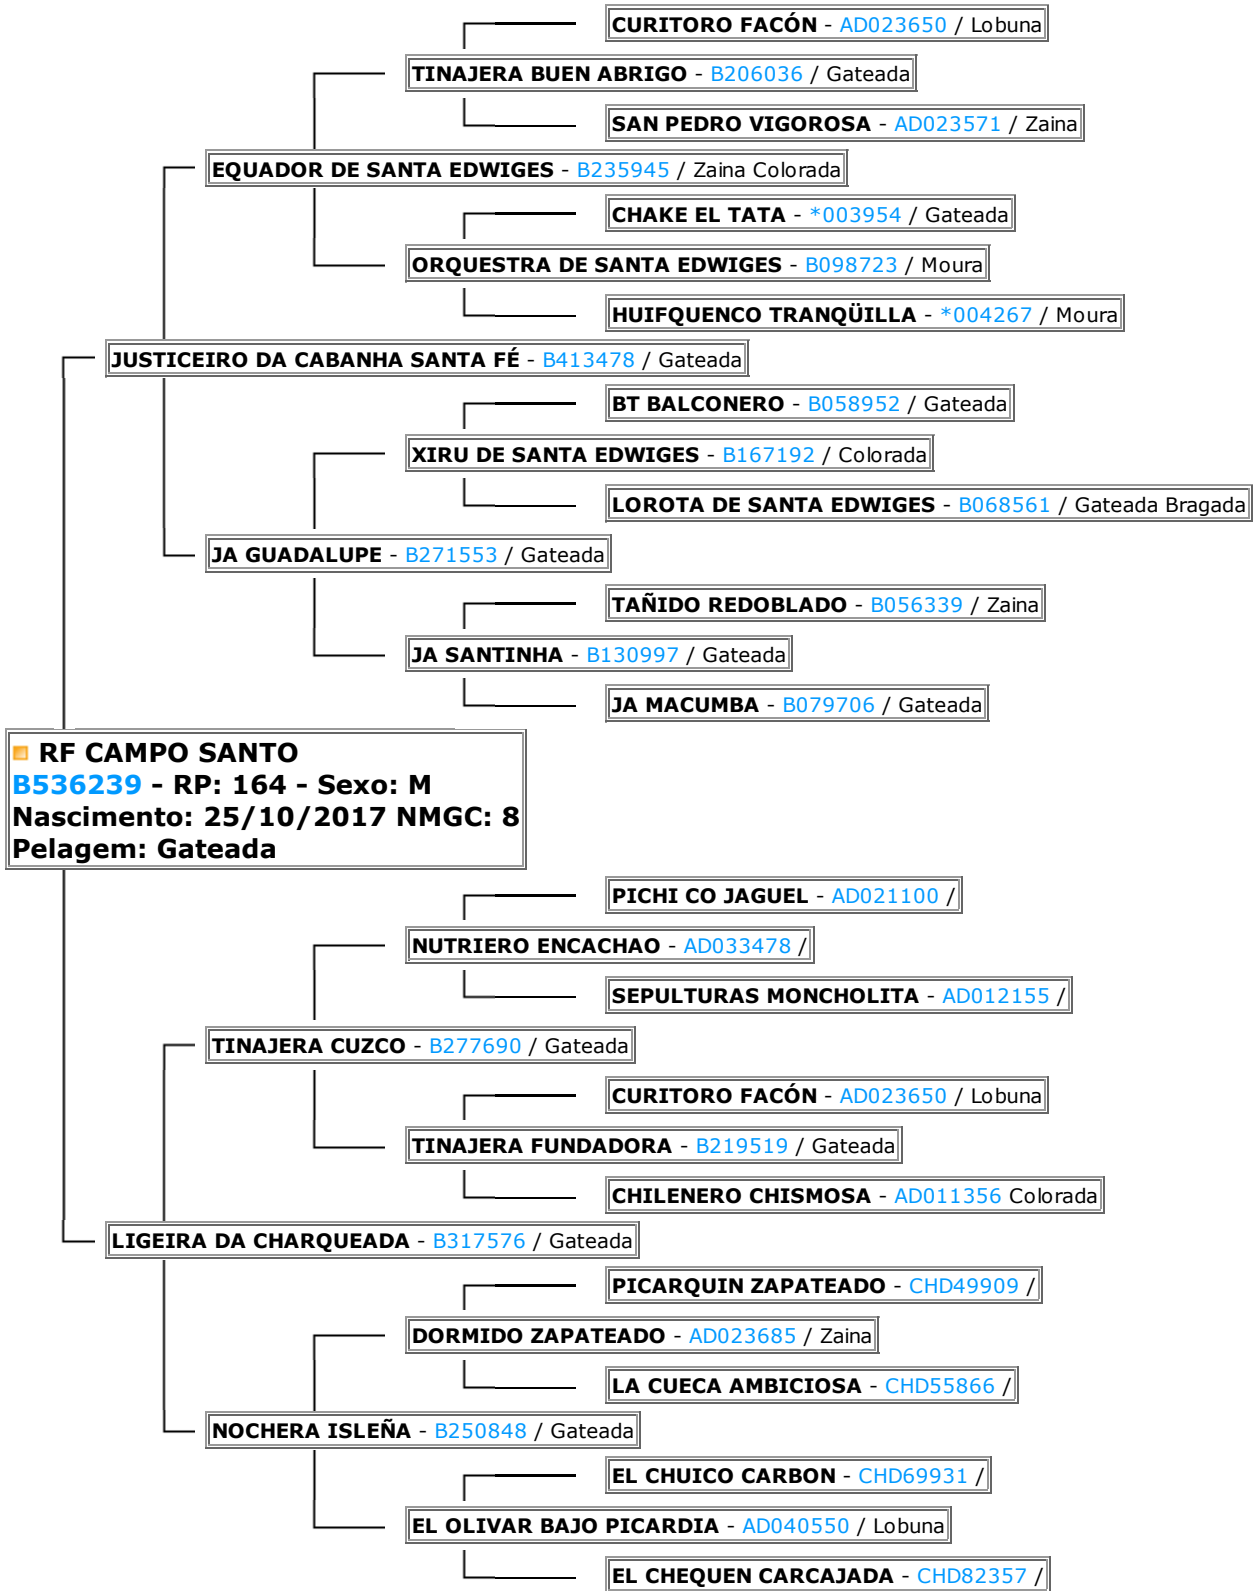 CURITORO FACÓN - AD023650 / Lobuna
TINAJERA BUEN ABRIGO - B206036 / Gateada
SAN PEDRO VIGOROSA - AD023571 / Zaina
EQUADOR DE SANTA EDWIGES - B235945 / Zaina Colorada
CHAKE EL TATA - *003954 / Gateada
ORQUESTRA DE SANTA EDWIGES - B098723 / Moura
HUIFQUENCO TRANQÜILLA - *004267 / Moura
JUSTICEIRO DA CABANHA SANTA FÉ - B413478 / Gateada
BT BALCONERO - B058952 / Gateada
XIRU DE SANTA EDWIGES - B167192 / Colorada
LOROTA DE SANTA EDWIGES - B068561 / Gateada Bragada
JA GUADALUPE - B271553 / Gateada
TAÑIDO REDOBLADO - B056339 / Zaina
JA SANTINHA - B130997 / Gateada
JA MACUMBA - B079706 / Gateada
RF CAMPO SANTO
B536239 - RP: 164 - Sexo: M
Nascimento: 25/10/2017 NMGC: 8
Pelagem: Gateada
PICHI CO JAGUEL - AD021100 /
NUTRIERO ENCACHAO - AD033478 /
SEPULTURAS MONCHOLITA - AD012155 /
TINAJERA CUZCO - B277690 / Gateada
CURITORO FACÓN - AD023650 / Lobuna
TINAJERA FUNDADORA - B219519 / Gateada
CHILENERO CHISMOSA - AD011356 Colorada
LIGEIRA DA CHARQUEADA - B317576 / Gateada
PICARQUIN ZAPATEADO - CHD49909 /
DORMIDO ZAPATEADO - AD023685 / Zaina
LA CUECA AMBICIOSA - CHD55866 /
NOCHERA ISLEÑA - B250848 / Gateada
EL CHUICO CARBON - CHD69931 /
EL OLIVAR BAJO PICARDIA - AD040550 / Lobuna
EL CHEQUEN CARCAJADA - CHD82357 /